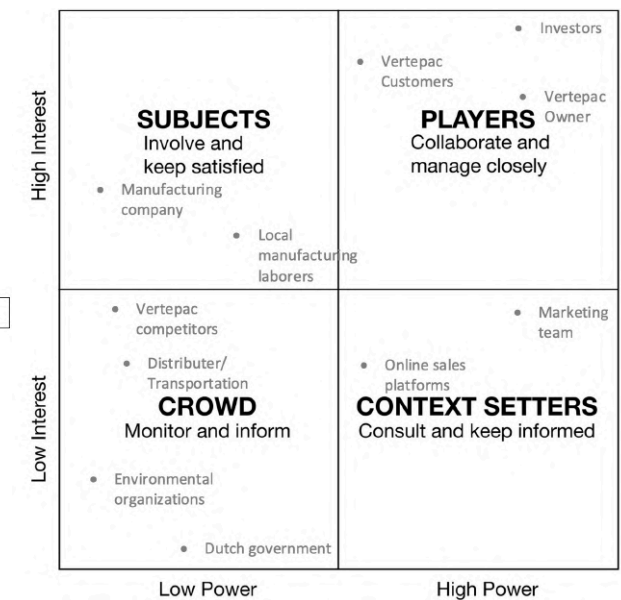 High Interest
SUBJECTS
Involve and
keep satisfied
Manufacturing
company
Local
manufacturing
laborers
Investors
Vertepac
Customers
Vertepac
Owner
PLAYERS
Collaborate and
manage closely
Low Interest
Vertepac
competitors
Distributer/
Transportation
CROWD
Monitor and inform
Environmental
organizations
Dutch government
Marketing
team
Online sales
platforms
CONTEXT SETTERS
Consult and keep informed
Low Power
High Power